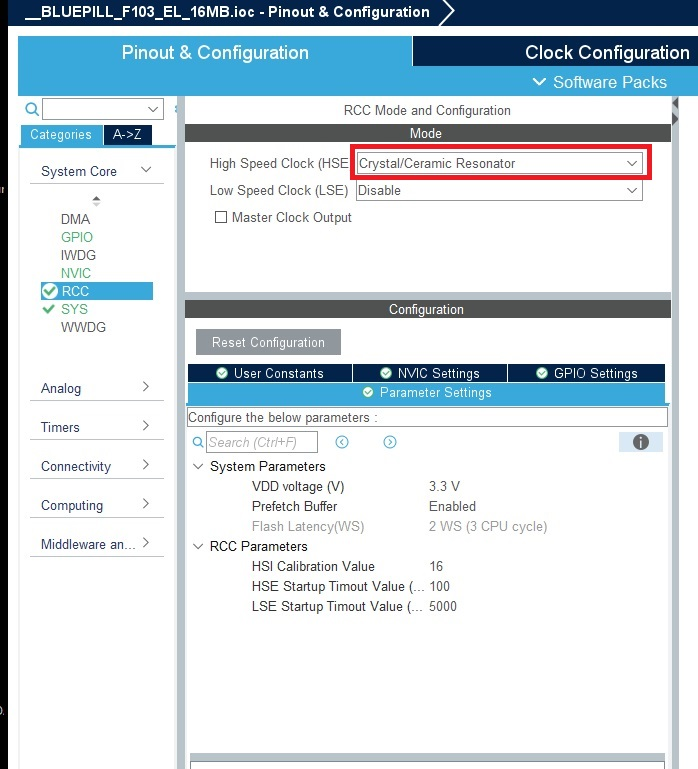 __BLUEPILL_F103_EL_16MB.ioc - Pinout & Configuration
Pinout & Configuration
Clock Configuration
Software Packs
Categories
A->Z
System Core
DMA
GPIO
IWDG
NVIC
RCC
SYS
WWDG
Analog
Timers
Connectivity
Computing
Middleware an...
RCC Mode and Configuration
Mode
High Speed Clock (HSE Crystal/Ceramic Resonator
Low Speed Clock (LSE) Disable
Master Clock Output
Configuration
Reset Configuration
User Constants
NVIC Settings
GPIO Settings
Parameter Settings
Configure the below parameters :
Search (Ctrl+F)
System Parameters
VDD voltage (V) 3.3 V
Prefetch Buffer Enabled
Flash Latency(WS) 2 WS (3 CPU cycle)
RCC Parameters
HSI Calibration Value 16
HSE Startup Timout Value (... 100
LSE Startup Timout Value (... 5000